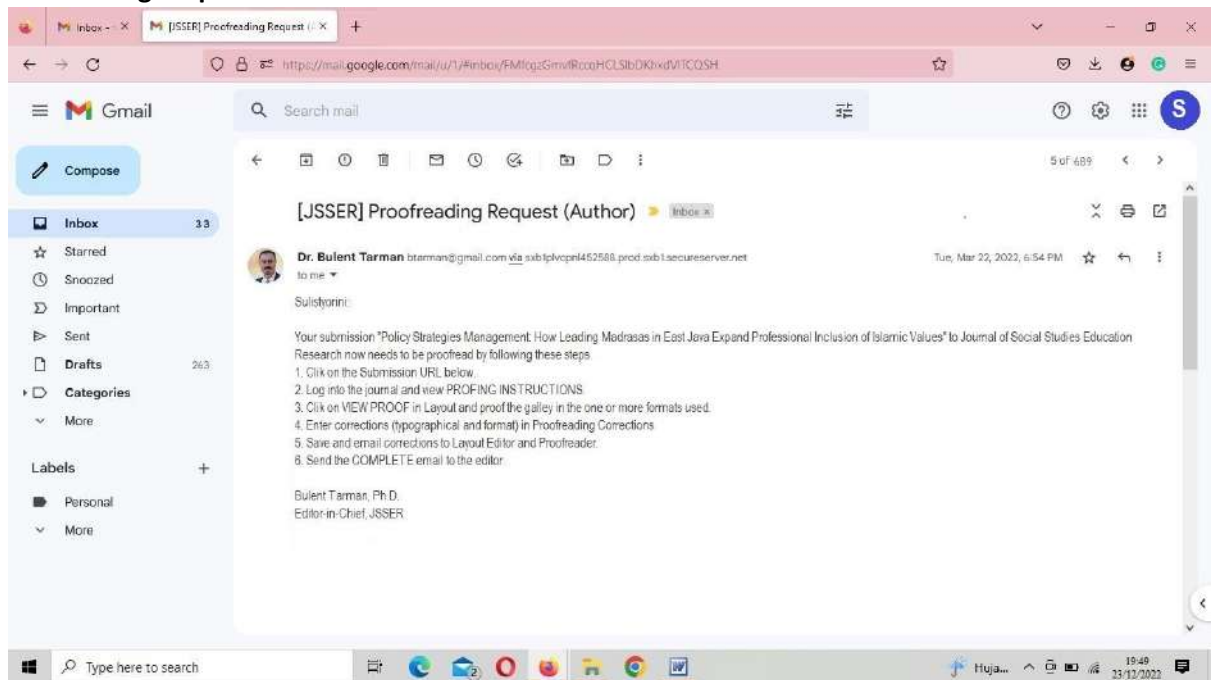 Inbox -
[JSSER] Proofreading Request (
https://mail.google.com/mail/u/1/#inbox/
Gmail
Search mail
S
Compose
5 of 689
[JSSER] Proofreading Request (Author)
Inbox x
Inbox 33
Starred
Snoozed
Important
Sent
Drafts 263
Categories
More
Labels +
Personal
More
Dr. Bulent Tarman btarman@gmail.com via
Tue, Mar 22, 2022, 6:54 PM
to me
Sulistyorini:
Your submission "Policy Strategies Management: How Leading Madrasas in East Java Expand Professional Inclusion of Islamic Values" to Journal of Social Studies Education
Research now needs to be proofread by following these steps
1. Clik on the Submission URL below.
2. Log into the journal and view PROFING INSTRUCTIONS
3. Clik on VIEW PROOF in Layout and proof the galley in the one or more formats used.
4. Enter corrections (typographical and format) in Proofreading Corrections
5. Save and email corrections to Layout Editor and Proofreader.
6. Send the COMPLETE email to the editor
Bulent Tarman, Ph.D.
Editor-in-Chief, JSSER
Type here to search
Huja...
19:49
23/12/2022